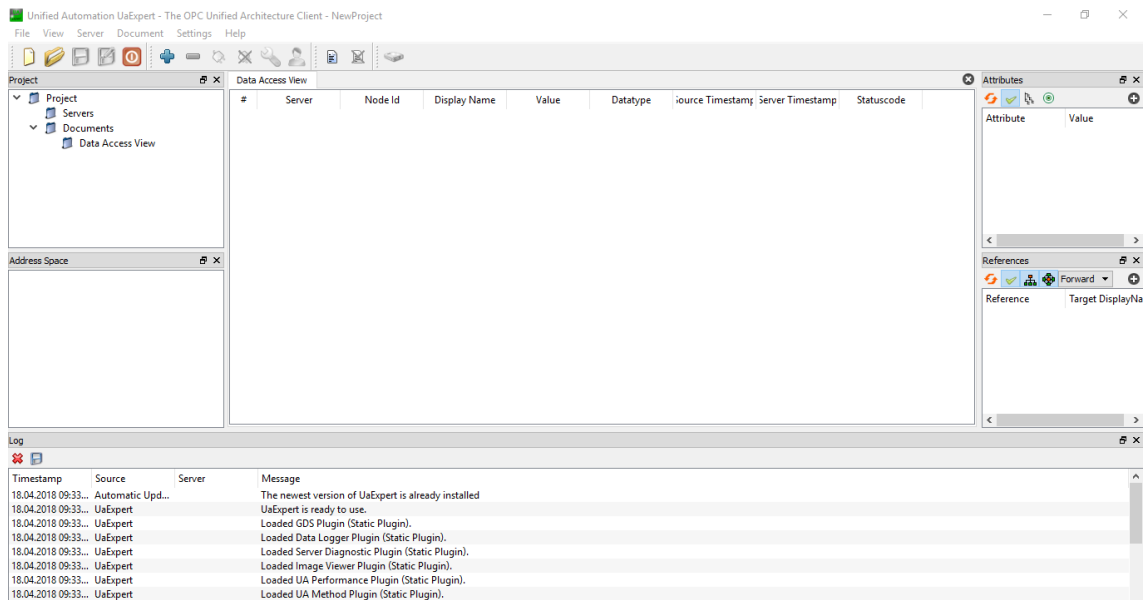 Unified Automation UaExpert - The OPC Unified Architecture Client - NewProject
File View Server Document Settings Help
Project
Project
Servers
Documents
Data Access View
Address Space
Data Access View
# Server Node Id Display Name Value Datatype ource Timestamp Server Timestamp Statuscode
Attributes
Attribute Value
References
Forward
Reference Target DisplayNa
Log
Timestamp Source Server Message
18.04.2018 09:33... Automatic Upd... The newest version of UaExpert is already installed
18.04.2018 09:33... UaExpert UaExpert is ready to use.
18.04.2018 09:33... UaExpert Loaded GDS Plugin (Static Plugin).
18.04.2018 09:33... UaExpert Loaded Data Logger Plugin (Static Plugin).
18.04.2018 09:33... UaExpert Loaded Server Diagnostic Plugin (Static Plugin).
18.04.2018 09:33... UaExpert Loaded Image Viewer Plugin (Static Plugin).
18.04.2018 09:33... UaExpert Loaded UA Performance Plugin (Static Plugin).
18.04.2018 09:33... UaExpert Loaded UA Method Plugin (Static Plugin).